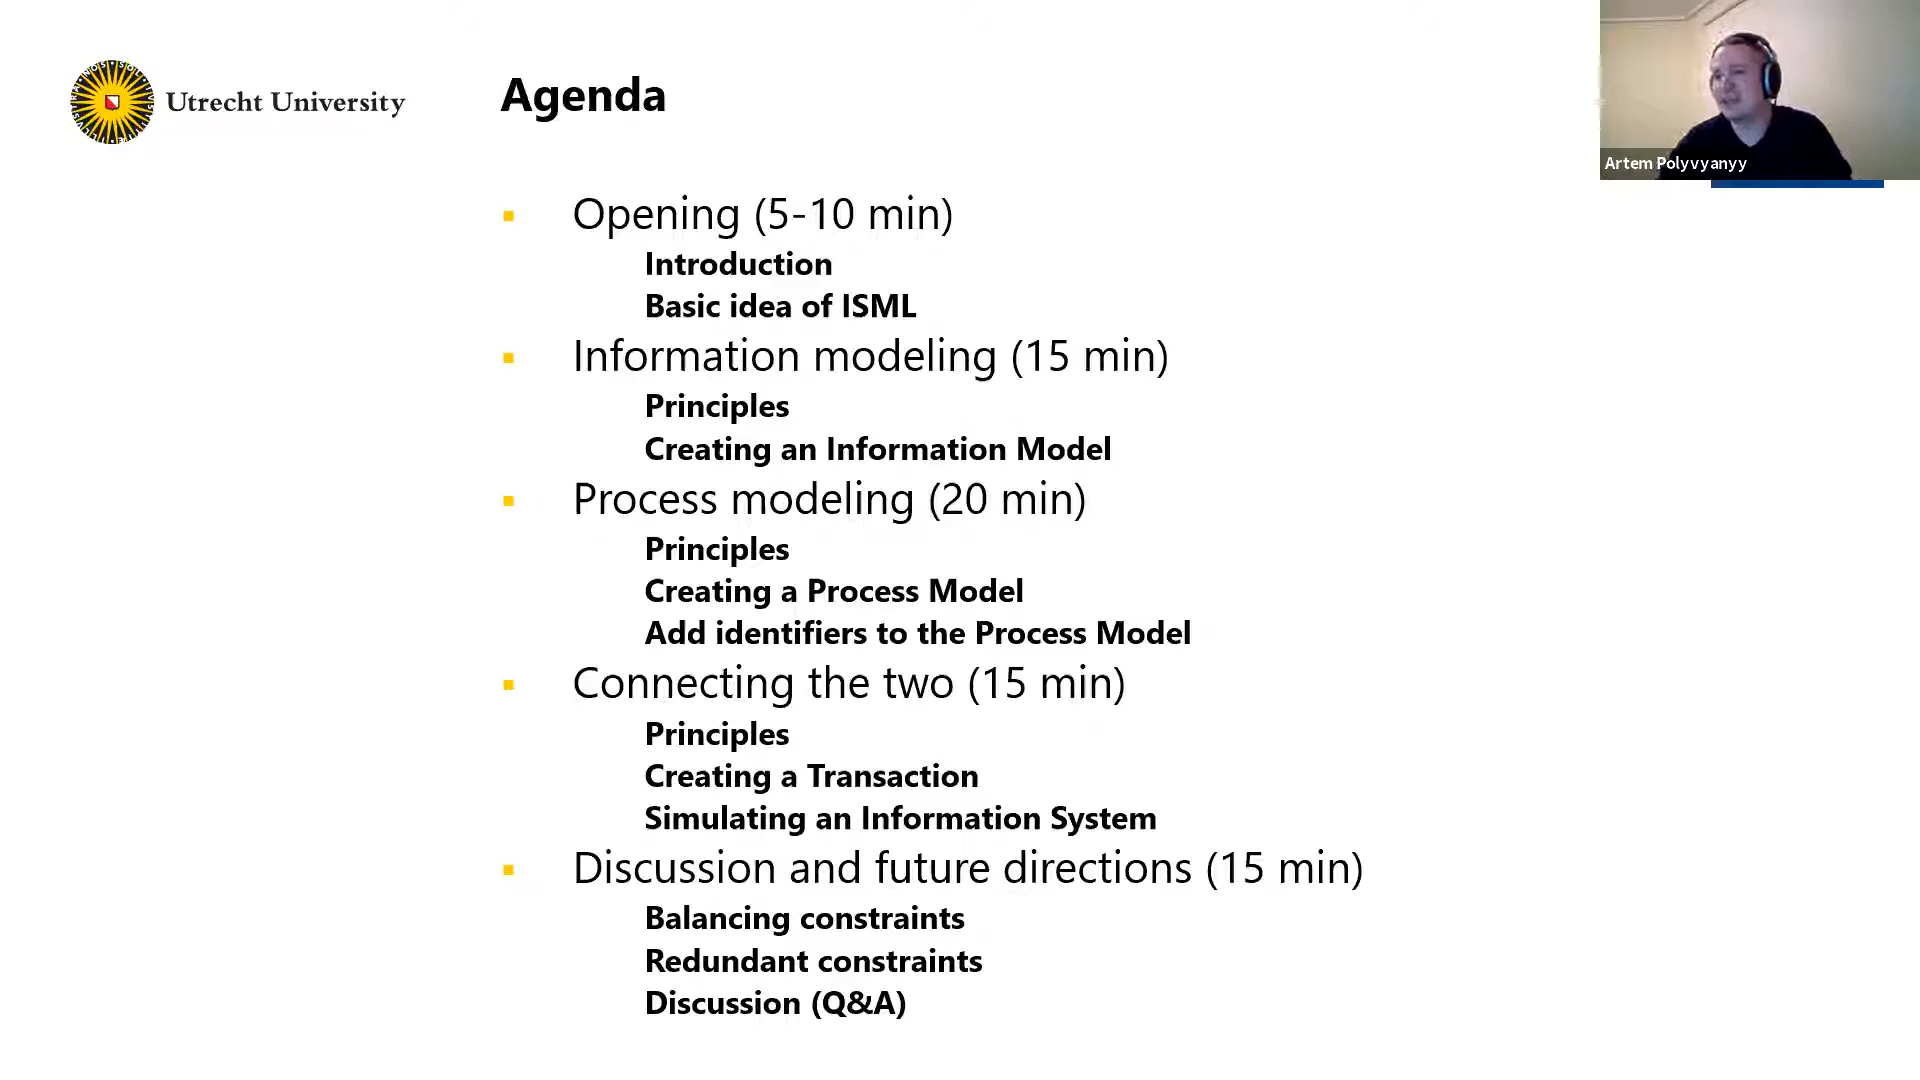 Utrecht University
Agenda
Artem Polyvyanyy
Opening (5-10 min)
Introduction
Basic idea of ISML
Information modeling (15 min)
Principles
Creating an Information Model
Process modeling (20 min)
Principles
Creating a Process Model
Add identifiers to the Process Model
Connecting the two (15 min)
Principles
Creating a Transaction
Simulating an Information System
Discussion and future directions (15 min)
Balancing constraints
Redundant constraints
Discussion (Q&A)